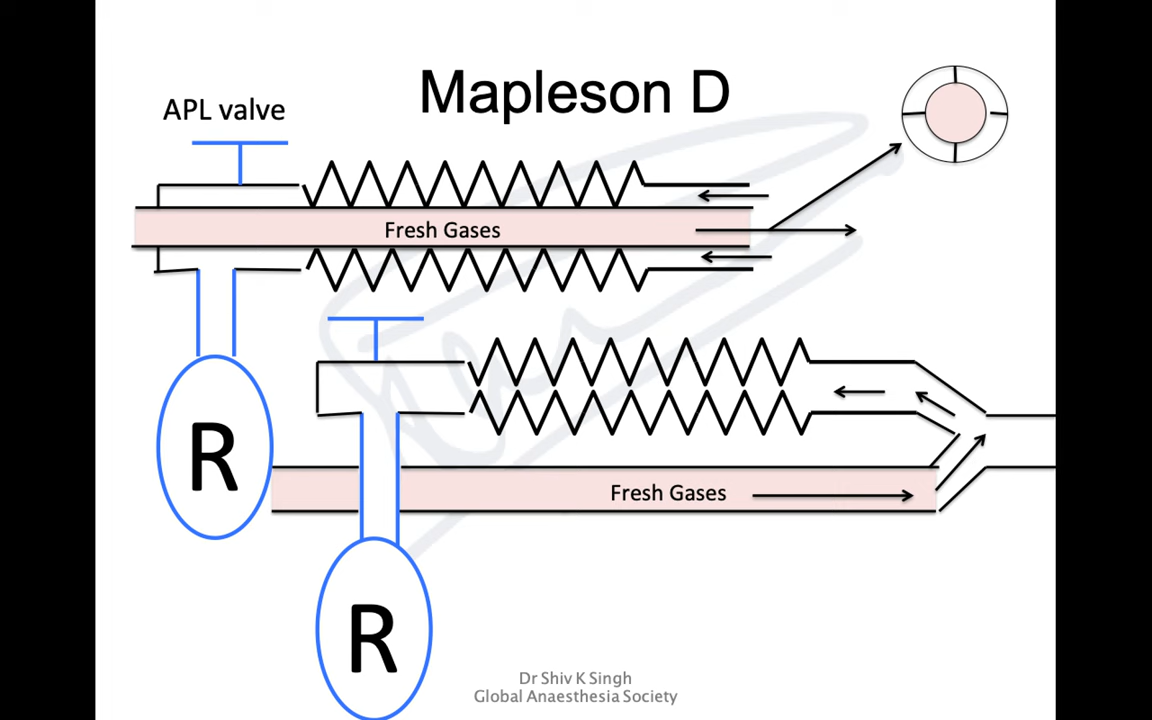 Mapleson D
APL valve
Fresh Gases
R
Fresh Gases
R
Dr Shiv K Singh
Global Anaesthesia Society